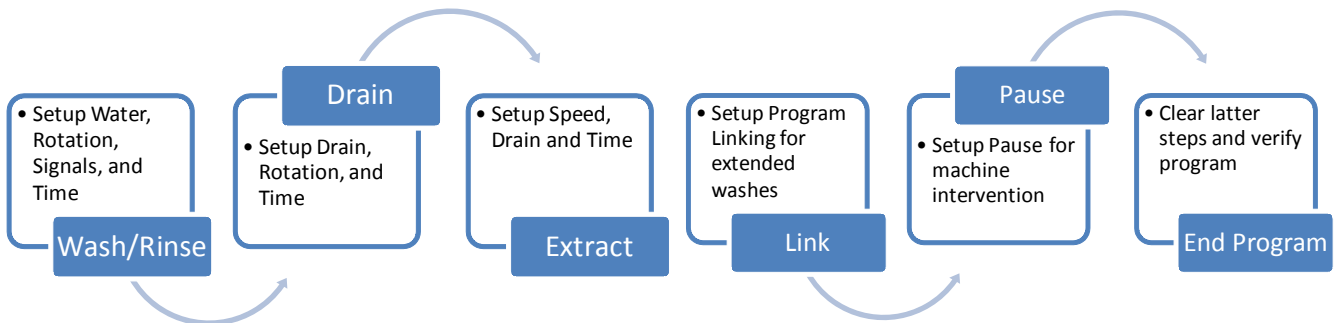 • Setup Water,
Rotation,
Signals, and
Time
Wash/Rinse
Drain
• Setup Drain,
Rotation, and
Time
• Setup Speed,
Drain and Time
Extract
• Setup Program
Linking for
extended
washes
Link
Pause
• Setup Pause for
machine
intervention
• Clear latter
steps and verify
program
End Program